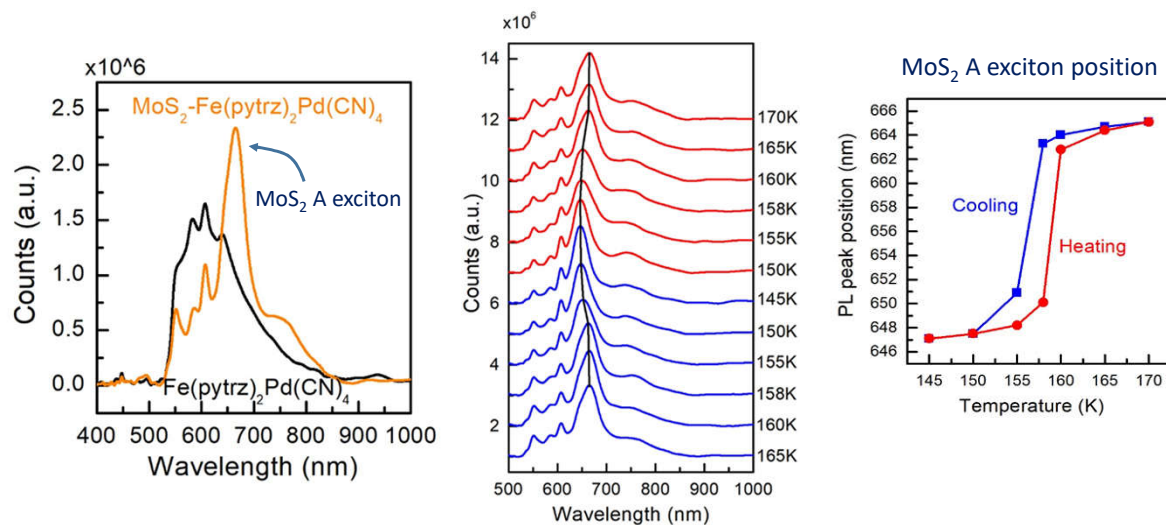 x10^6
2.5
2.0
1.5
1.0
0.5
0.0
Counts (a.u.)
MoS2-Fe(pytrz)2Pd(CN)4
MoS2 A exciton
Fe(pytrz)2Pd(CN)4
400 500 600 700 800 900 1000
Wavelength (nm)
x10^6
14
12
10
8
6
4
2
Counts (a.u.)
170K
165K
160K
158K
155K
150K
145K
150K
155K
158K
160K
165K
500 600 700 800 900 1000
Wavelength (nm)
MoS2 A exciton position
666
664
662
660
658
656
654
652
650
648
646
PL peak position (nm)
Cooling
Heating
145 150 155 160 165 170
Temperature (K)